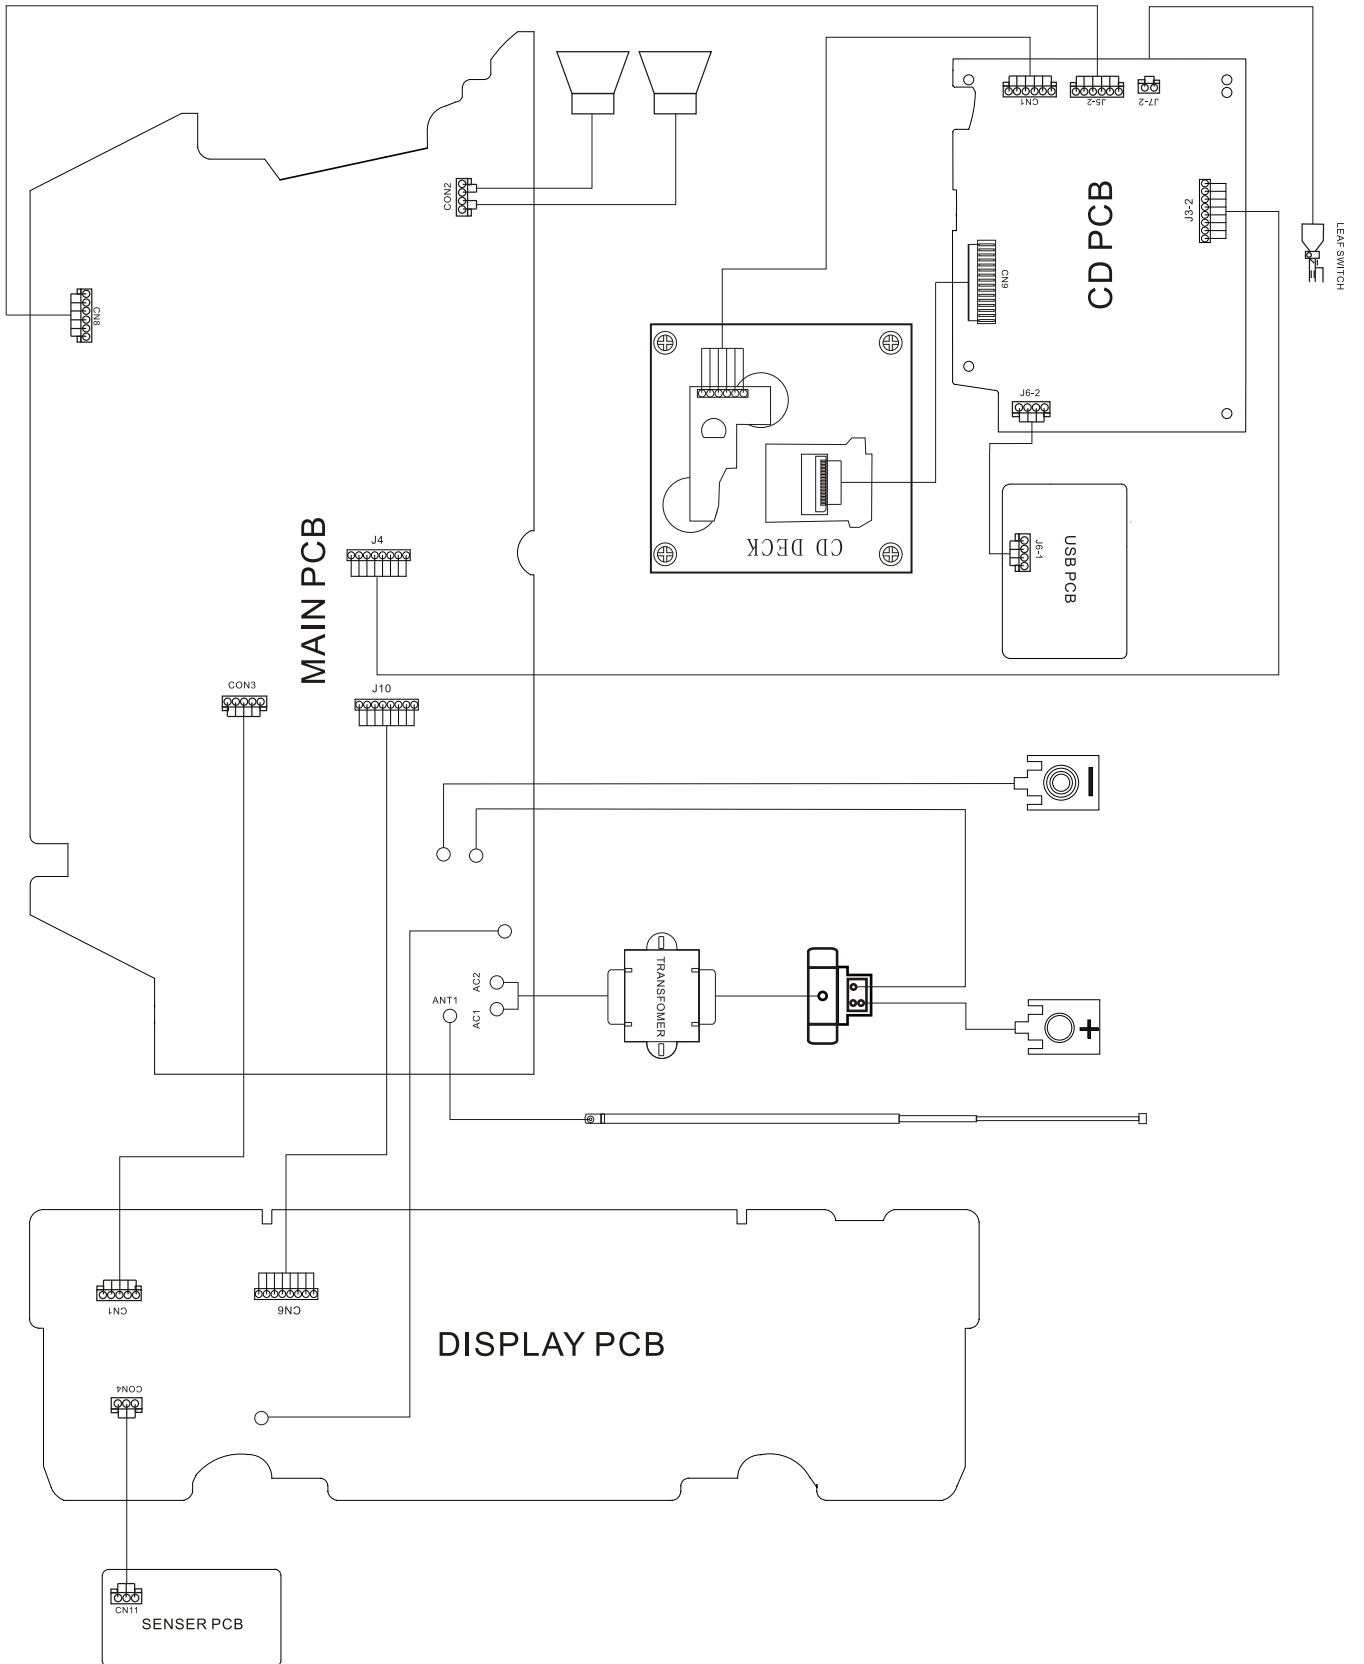 CN1
J5-2
J7-2
CON2
J3-2
CD PCB
LEAF SWITCH
CN9
CN8
J6-2
MAIN PCB
J4
CD DECK
J6-1
USB PCB
CON3
J10
TRANSFOMER
AC2
ANT1
AC1
CN1
CN6
DISPLAY PCB
CON4
CN11
SENSER PCB